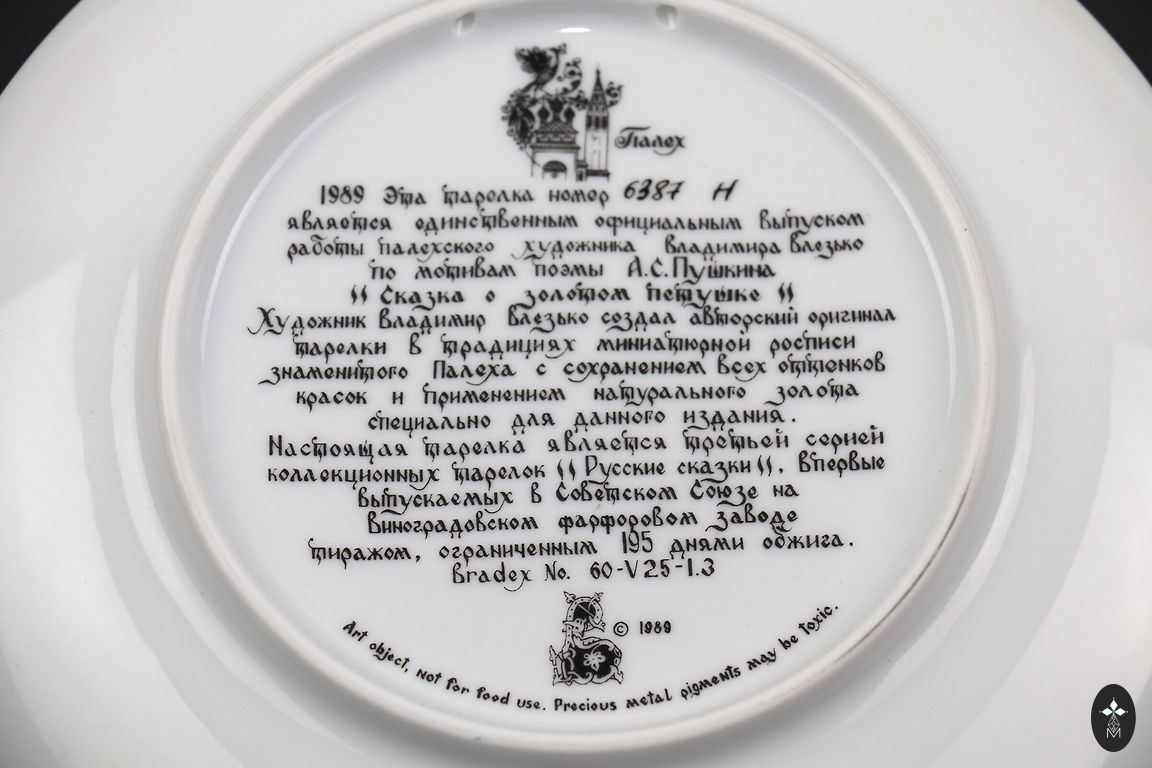 Палех
1989 Эта тарелка номер 6387 H
является единственным официальным выпуском
работы палехского художника Владимира Влезько
по мотивам поэмы А.С.Пушкина
"Сказка о золотом петушке"
Художник Владимир Влезько создал авторский оригинал
тарелки в традициях миниатюрной росписи
знаменитого Палеха с сохранением всех оттенков
красок и применением натурального золота
специально для данного издания.
Настоящая тарелка является третьей серией
коллекционных тарелок "Русские сказки", впервые
выпускаемых в Советском Союзе на
Виноградовском фарфоровом заводе
тиражом, ограниченным 195 днями обжига.
Bradex No. 60-V25-1.3
© 1989
Art object, not for food use. Precious metal pigments may be toxic.
M